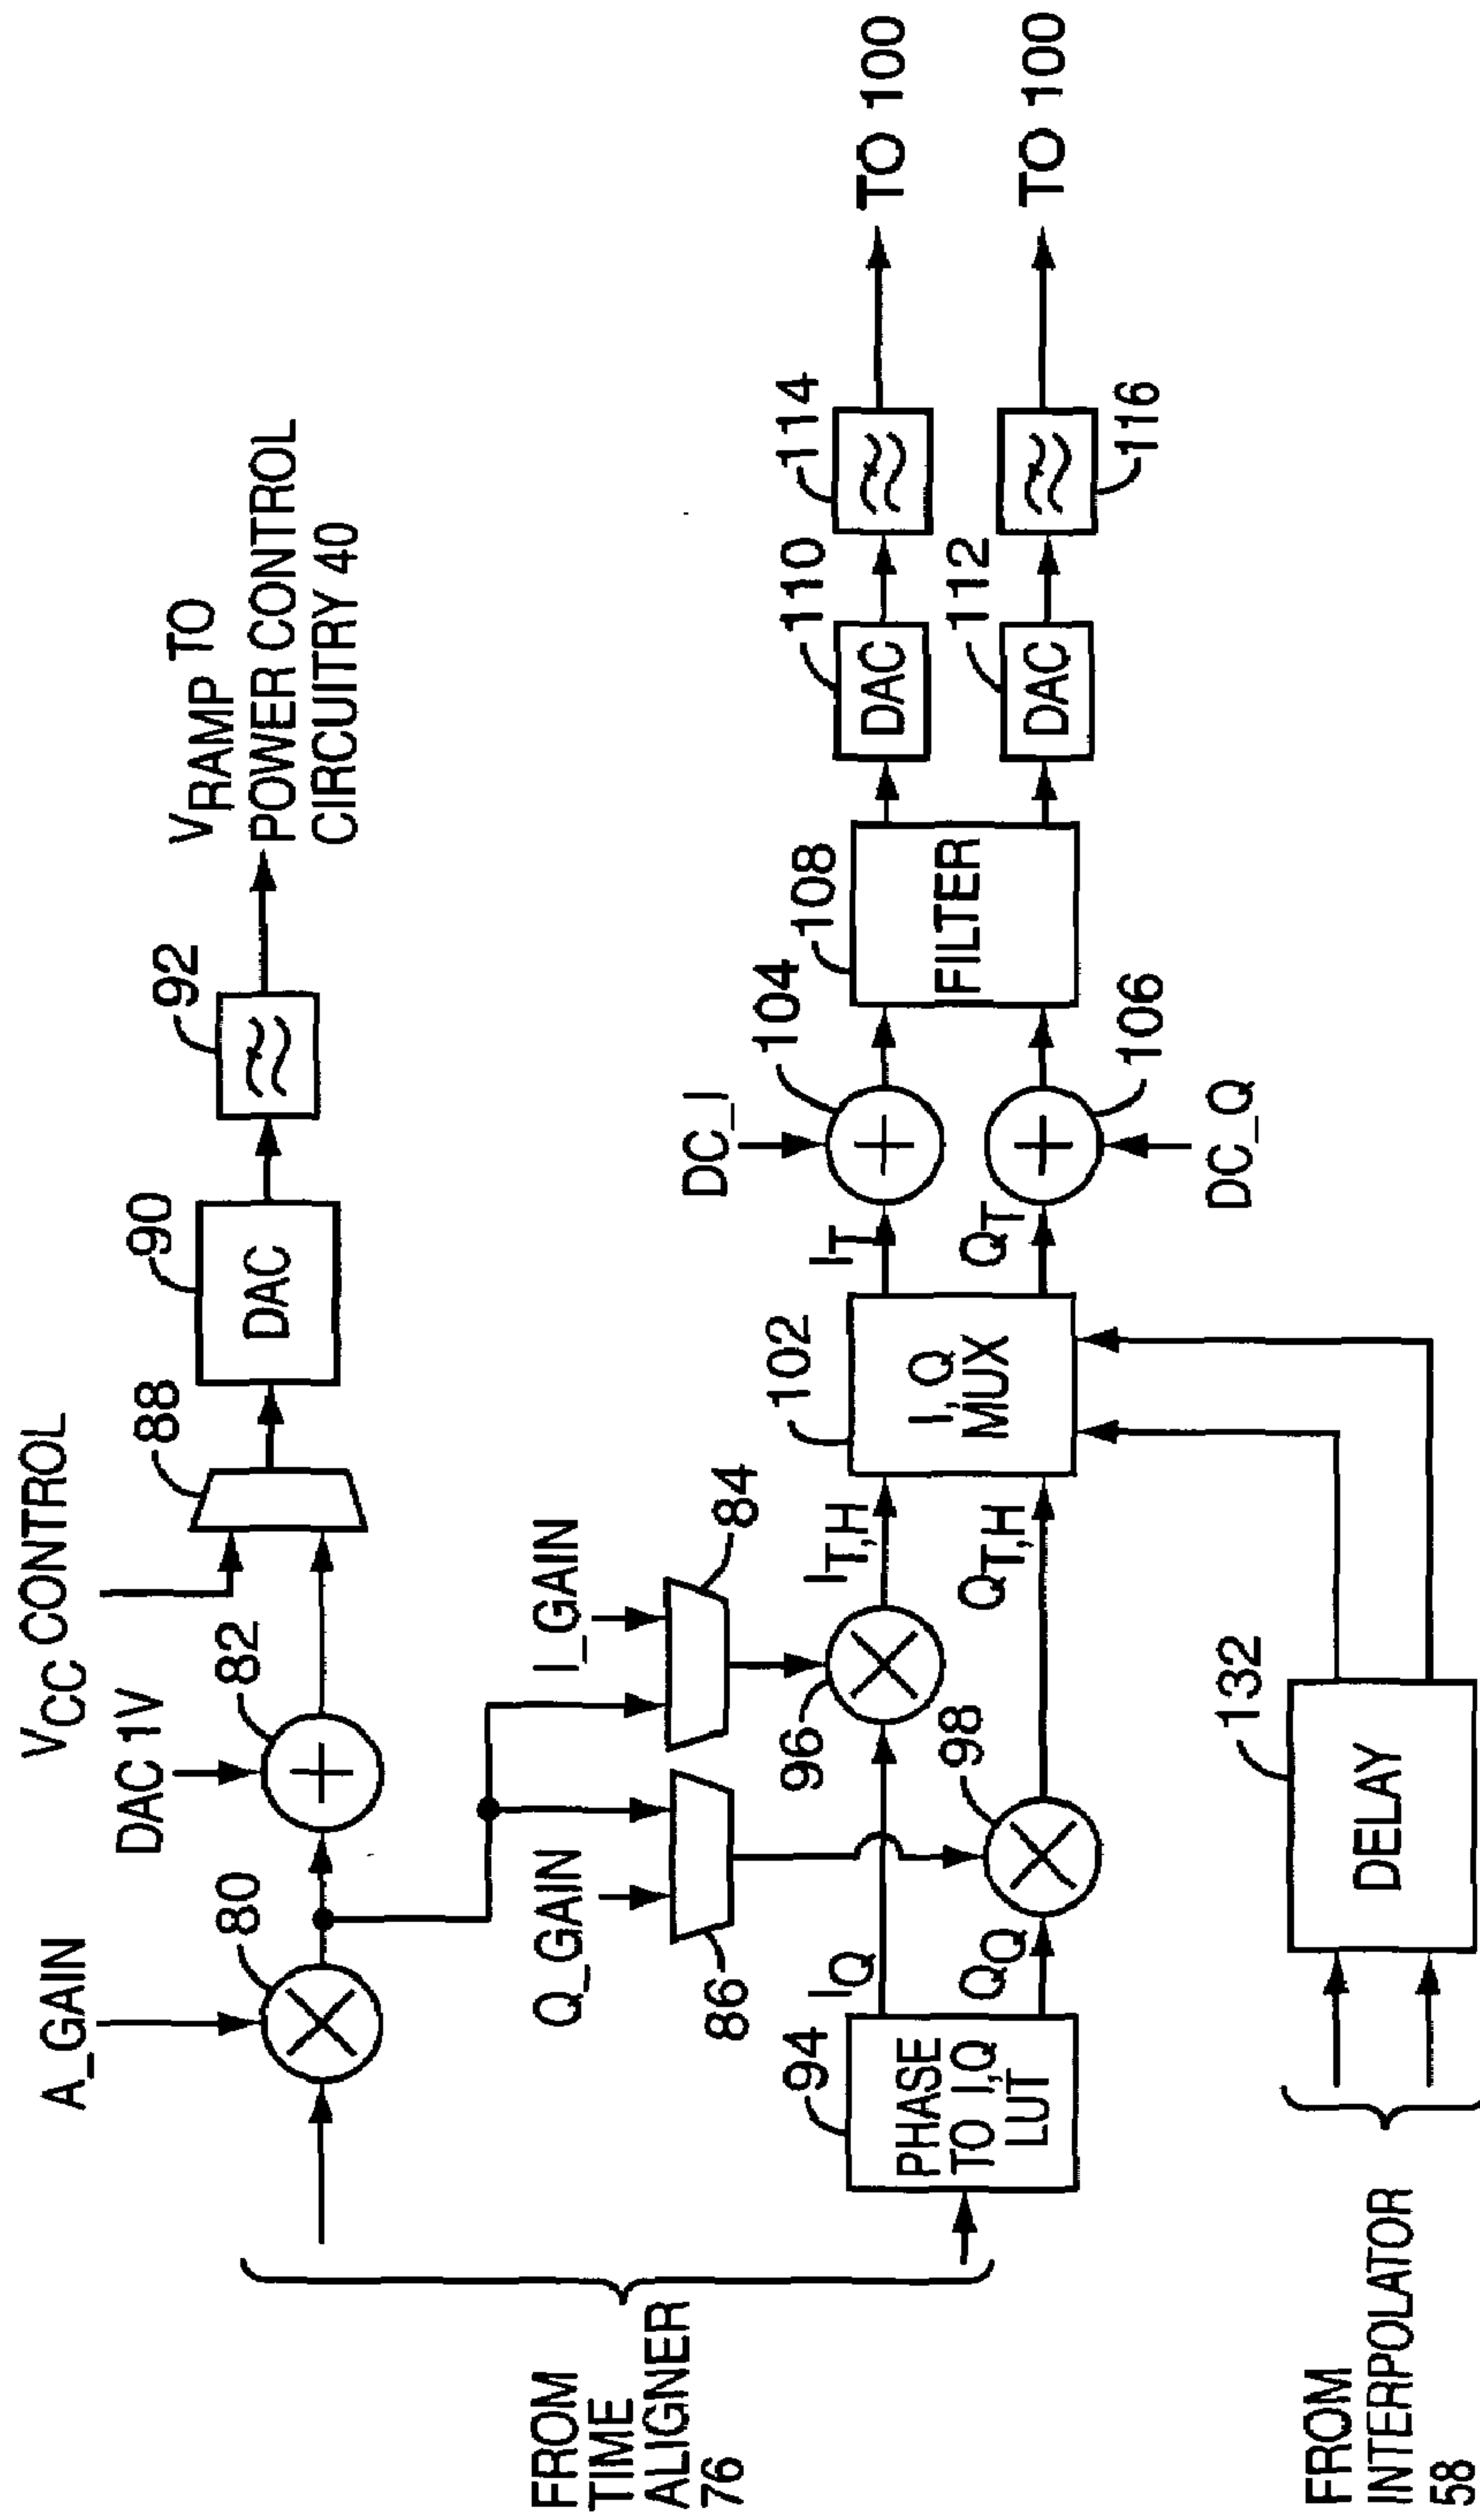 A_GAIN
80
DAC 1V
82
VCC CONTROL
88
90
DAC
92
VRAMP TO
POWER CONTROL
CIRCUITRY 40
FROM
TIME
ALIGNER
76
Q_GAIN
86
I_GAIN
84
94
PHASE
TO I,Q
LUT
IQ
QQ
96
98
IT,H
QT,H
102
I,Q
MUX
IT
QT
DC_I
104
DC_Q
106
108
FILTER
110
DAC
112
DAC
114
116
TO 100
TO 100
FROM
INTERPOLATOR
58
132
DELAY